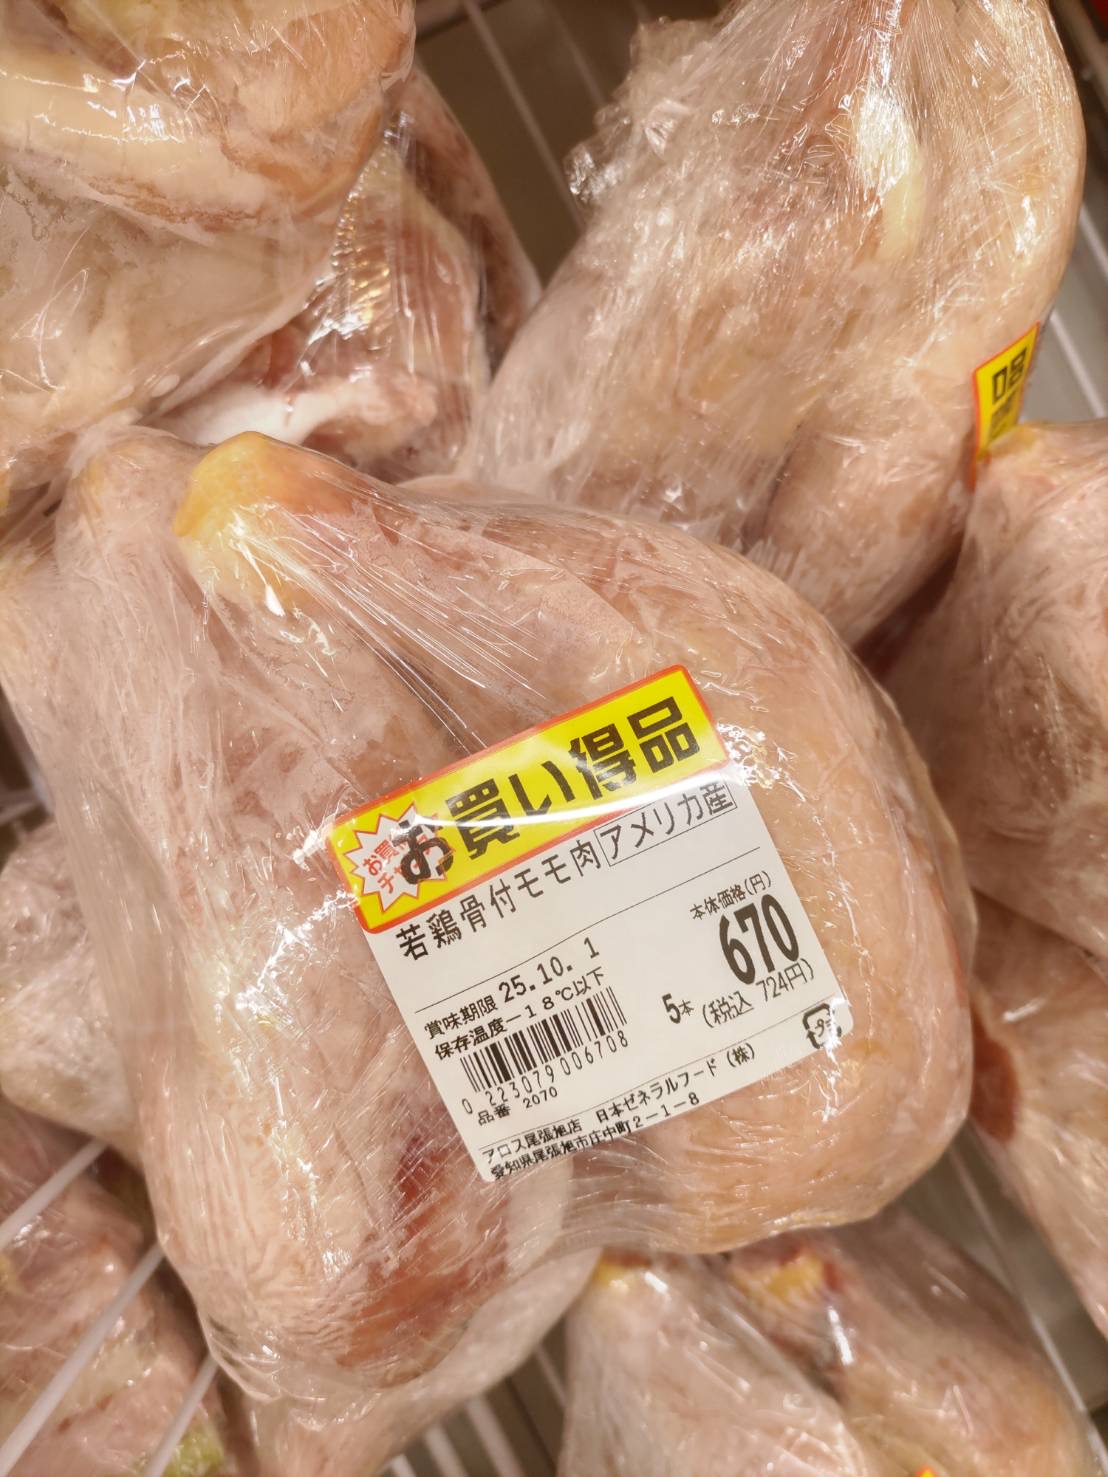 お買い得品
若鶏骨付モモ肉 アメリカ産
本体価格(円)
670
賞味期限 25.10. 1
5本 (税込 724円)
保存温度-18℃以下
0 223079 006708
品番 2070
プラ
アロス尾張旭店 日本ゼネラルフード (株)
愛知県尾張旭市庄中町2-1-8